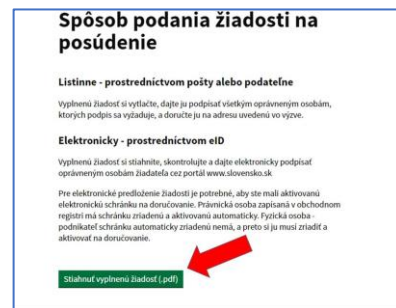 Spôsob podania žiadosti na
posúdenie
Listinne - prostredníctvom pošty alebo podateľne
Vyplnenú žiadosť si vytlačte, dajte ju podpísať všetkým oprávneným osobám,
ktorých podpis sa vyžaduje, a doručte ju na adresu uvedenú vo výzve.
Elektronicky - prostredníctvom eID
Vyplnenú žiadosť si stiahnite, skontrolujte a dajte elektronicky podpísať
oprávneným osobám žiadateľa cez portál www.slovensko.sk
Pre elektronické predloženie žiadosti je potrebné, aby ste mali aktivovanú
elektronickú schránku na doručovanie. Právnická osoba zapísaná v obchodnom
registri má schránku zriadenú a aktivovanú automaticky. Fyzická osoba -
podnikateľ schránku automaticky zriadenú nemá, a preto si ju musí zriadiť a
aktivovať na doručovanie.
Stiahnuť vyplnenú žiadosť (.pdf)